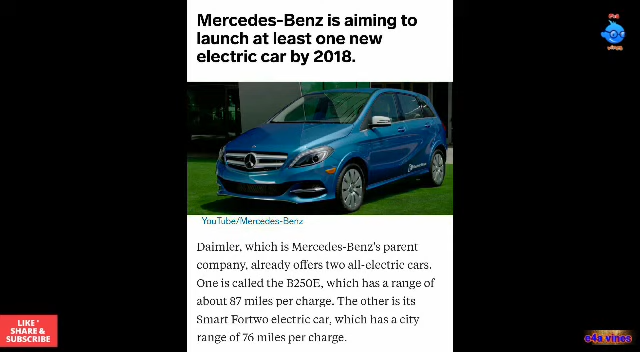 Mercedes-Benz is aiming to
launch at least one new
electric car by 2018.
YouTube/Mercedes-Benz
Daimler, which is Mercedes-Benz's parent
company, already offers two all-electric cars.
One is called the B250E, which has a range of
about 87 miles per charge. The other is its
Smart Fortwo electric car, which has a city
range of 76 miles per charge.
LIKE
SHARE &
SUBSCRIBE
e4a vines